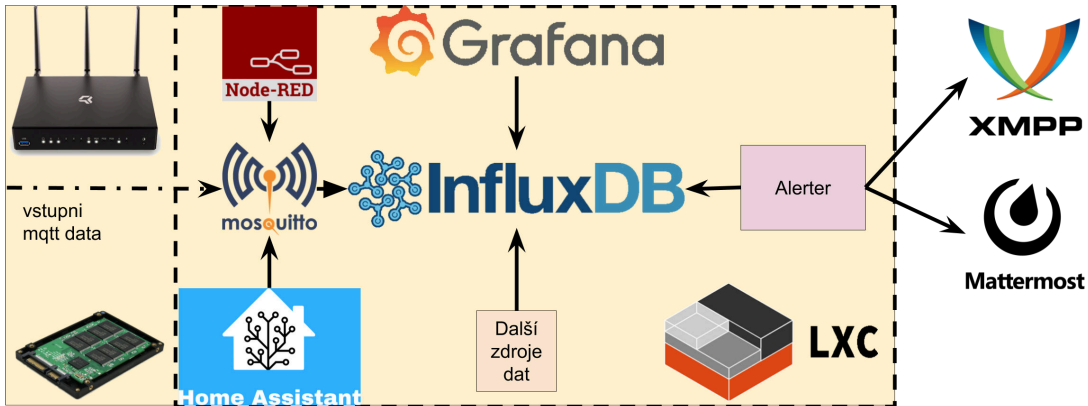 Grafana
Node-RED
XMPP
mosquitto
InfluxDB
Alerter
vstupni
mqtt data
Mattermost
Další
zdroje
dat
LXC
Home Assistant